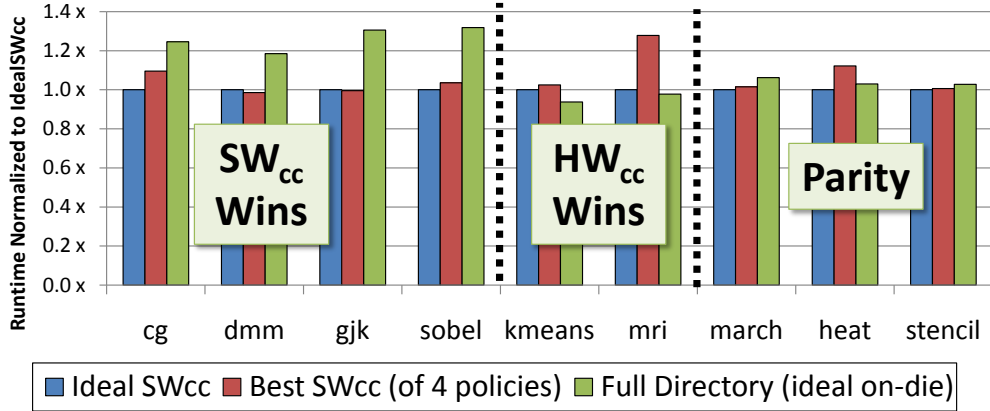 Runtime Normalized to IdealSWcc
1.4 x
1.2 x
1.0 x
0.8 x
0.6 x
0.4 x
0.2 x
0.0 x
SWcc
Wins
HWcc
Wins
Parity
cg dmm gjk sobel kmeans mri march heat stencil
Ideal SWcc Best SWcc (of 4 policies) Full Directory (ideal on-die)